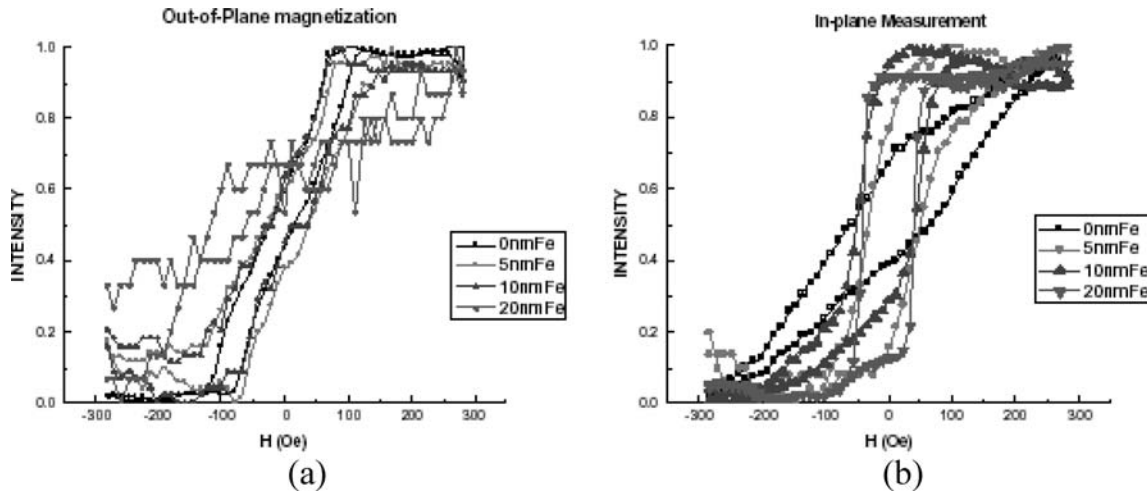 Out-of-Plane magnetization
1.0
0.8
0.6
0.4
0.2
0.0
INTENSITY
-300 -200 -100 0 100 200 300
H (Oe)
0nmFe
5nmFe
10nmFe
20nmFe
(a)
In-plane Measurement
1.0
0.8
0.6
0.4
0.2
0.0
INTENSITY
-300 -200 -100 0 100 200 300
H (Oe)
0nmFe
5nmFe
10nmFe
20nmFe
(b)